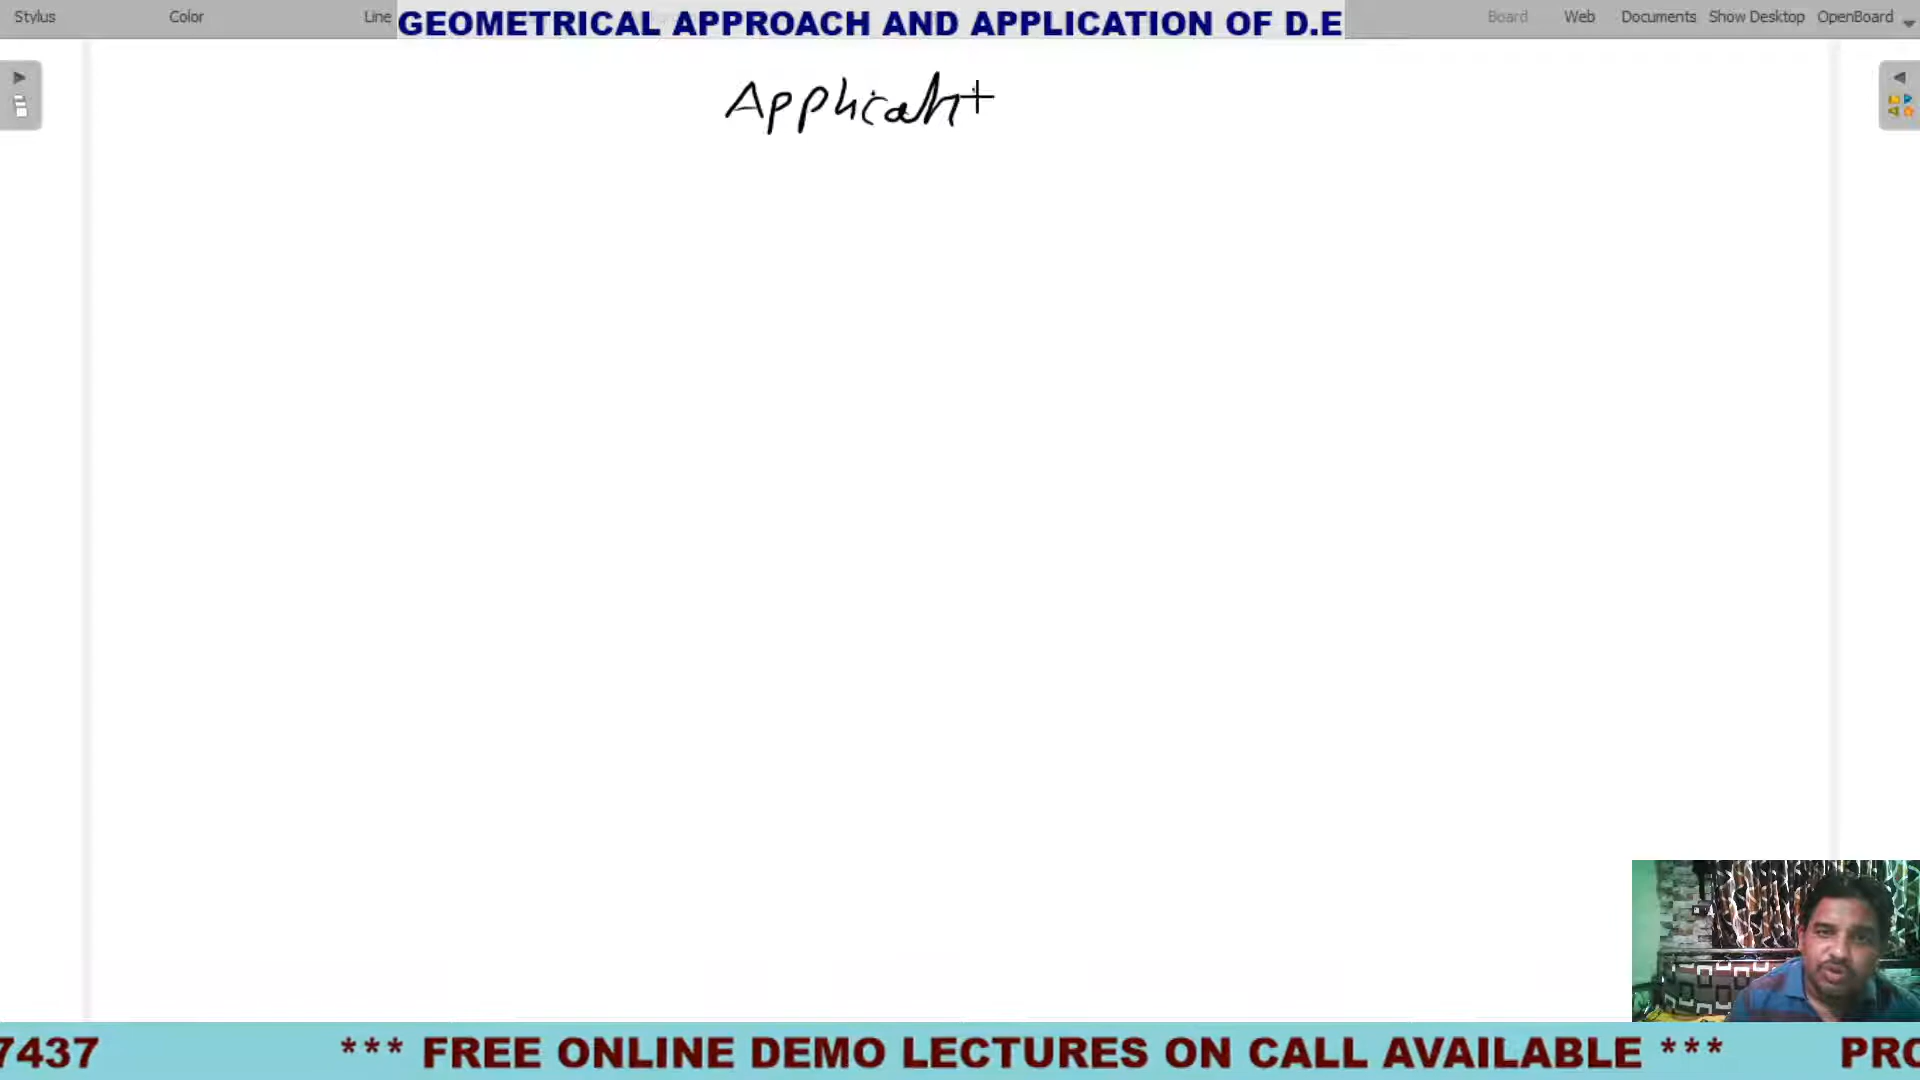 Stylus Color Line GEOMETRICAL APPROACH AND APPLICATION OF D.E Board Web Documents Show Desktop OpenBoard
Applicati
7437 *** FREE ONLINE DEMO LECTURES ON CALL AVAILABLE *** PRO